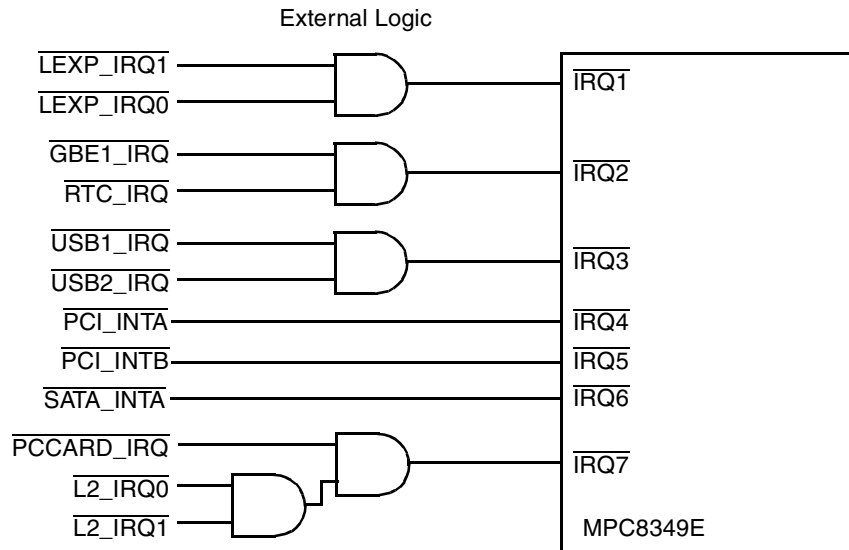 External Logic
LEXP_IRQ1
IRQ1
LEXP_IRQ0
GBE1_IRQ
IRQ2
RTC_IRQ
USB1_IRQ
IRQ3
USB2_IRQ
PCI_INTA
IRQ4
PCI_INTB
IRQ5
SATA_INTA
IRQ6
PCCARD_IRQ
IRQ7
L2_IRQ0
L2_IRQ1
MPC8349E